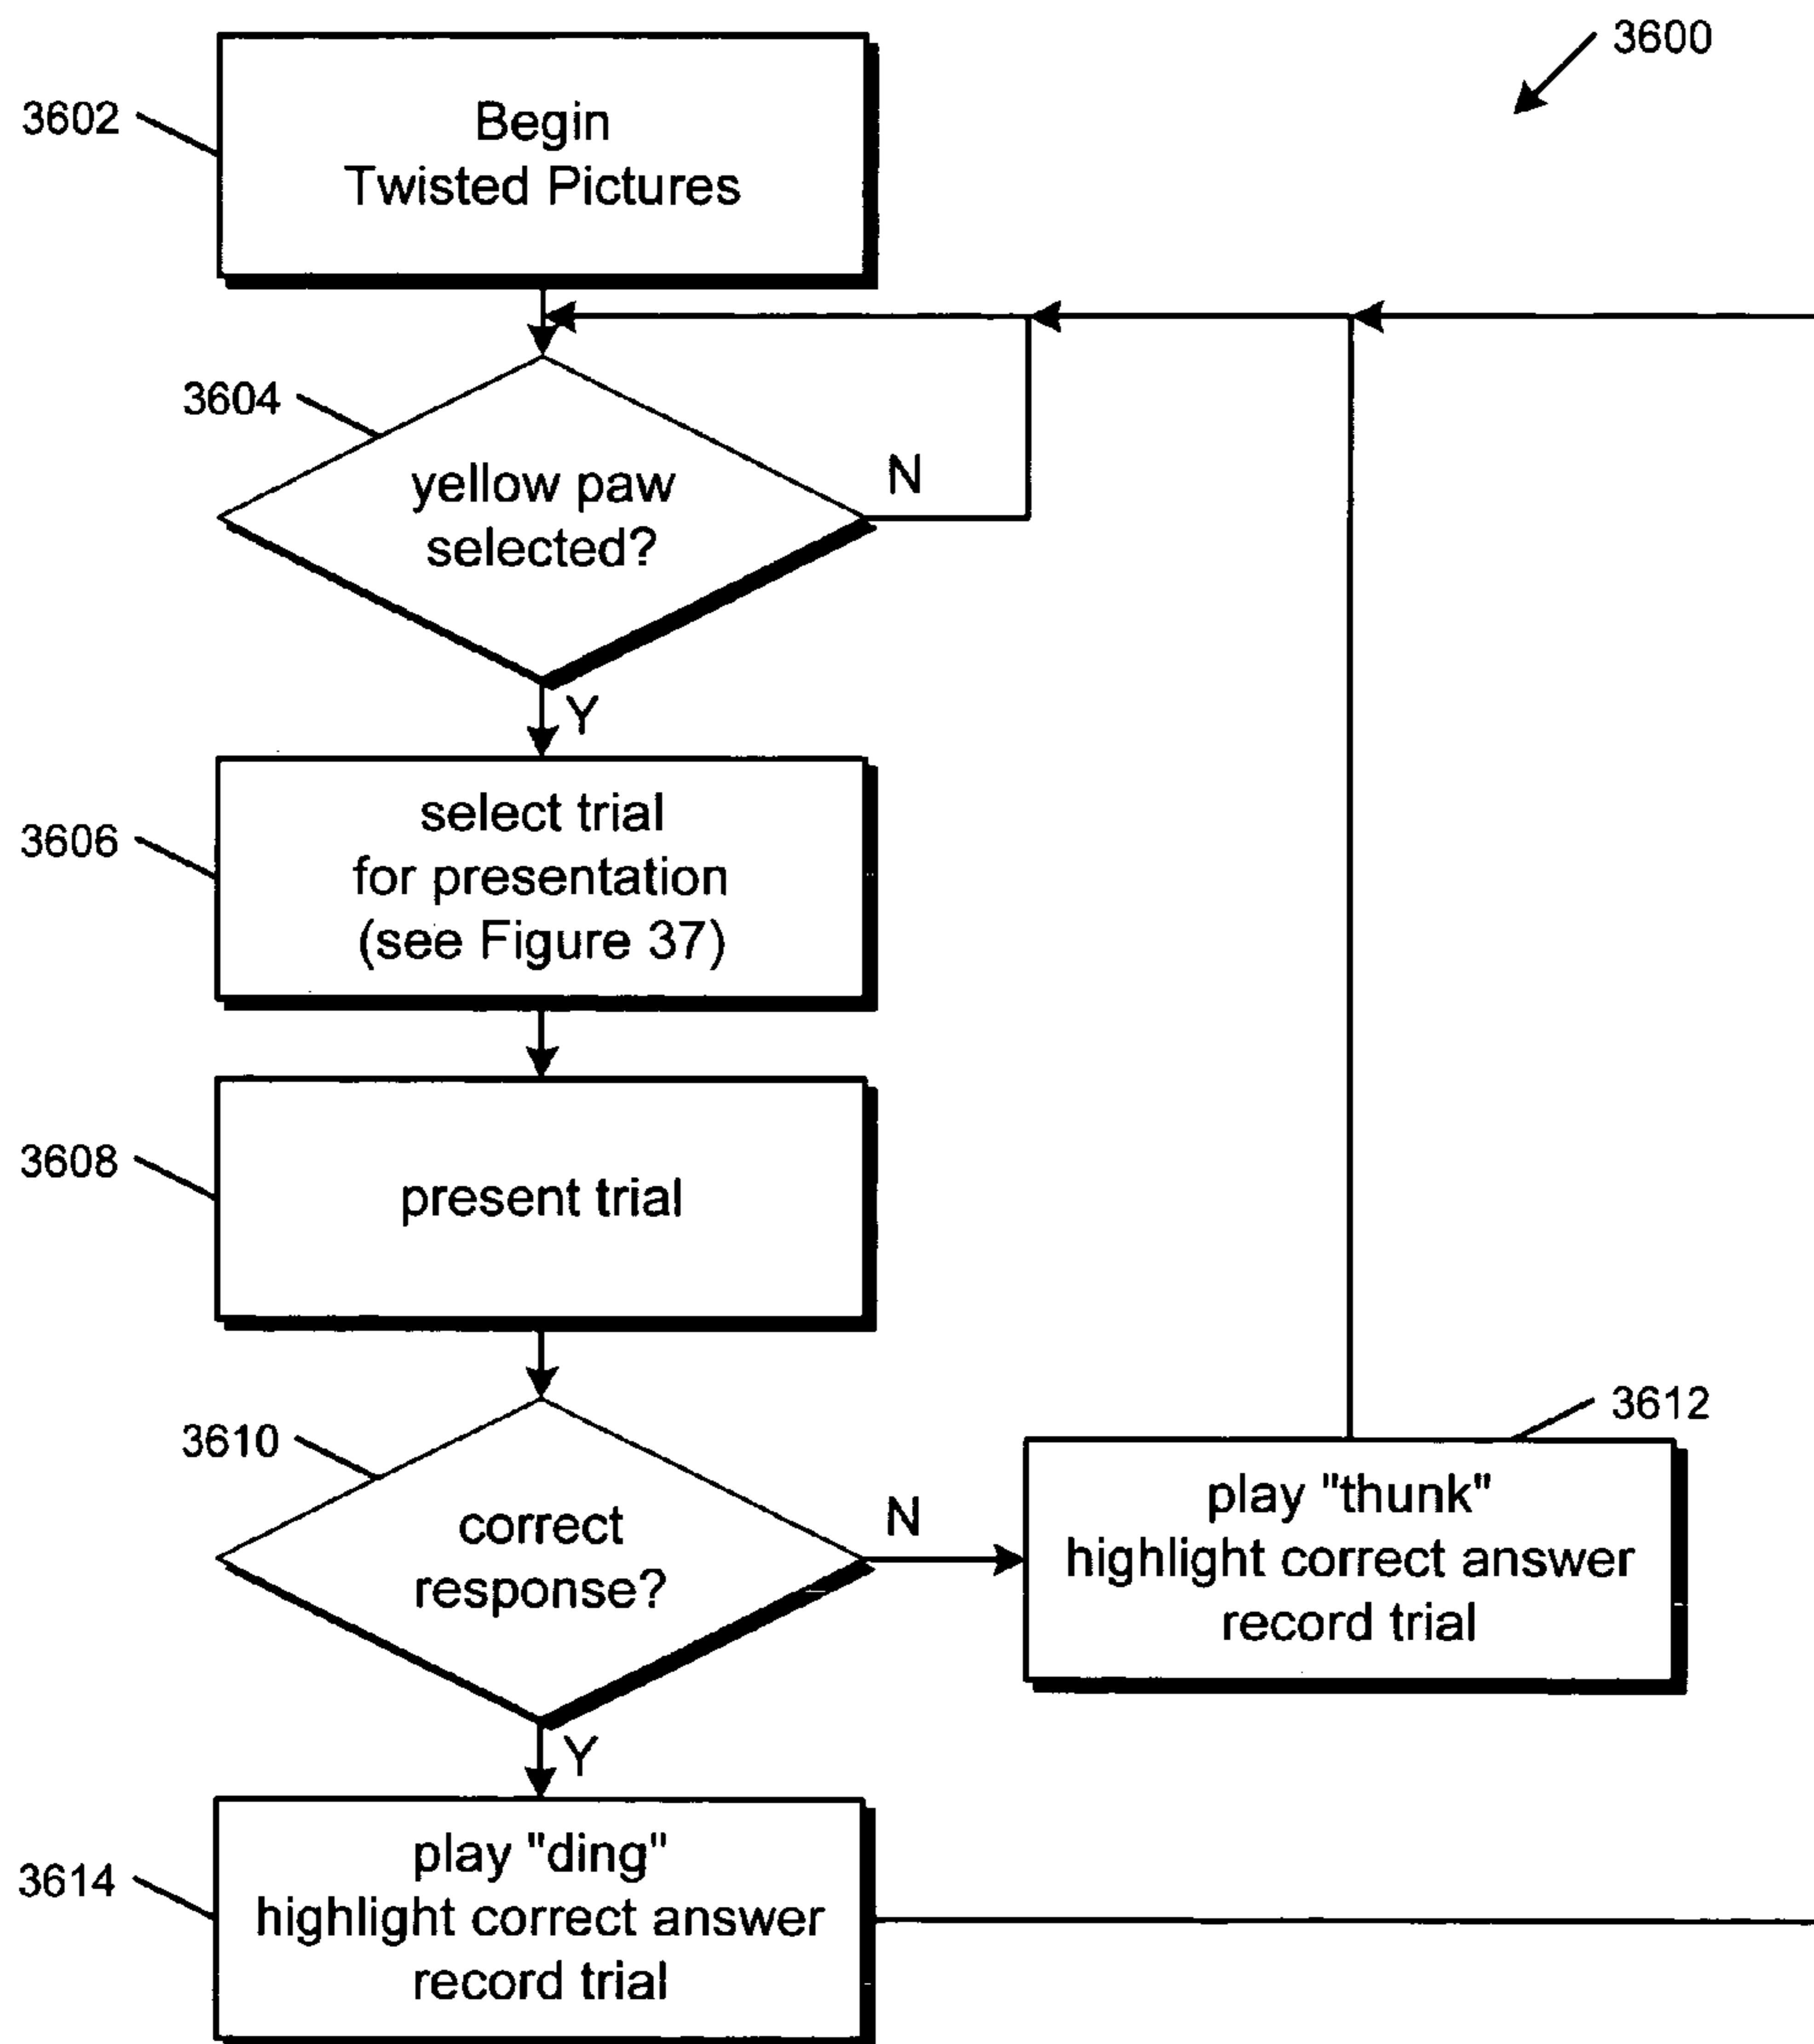 3600
3602
Begin
Twisted Pictures
3604
yellow paw
selected?
N
Y
3606
select trial
for presentation
(see Figure 37)
3608
present trial
3610
correct
response?
N
3612
play "thunk"
highlight correct answer
record trial
Y
3614
play "ding"
highlight correct answer
record trial